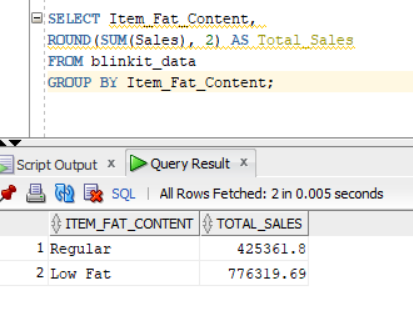 SELECT Item_Fat_Content,
ROUND(SUM(Sales), 2) AS Total_Sales
FROM blinkit_data
GROUP BY Item_Fat_Content;
Script Output x Query Result x
SQL | All Rows Fetched: 2 in 0.005 seconds
ITEM_FAT_CONTENT TOTAL_SALES
1 Regular 425361.8
2 Low Fat 776319.69